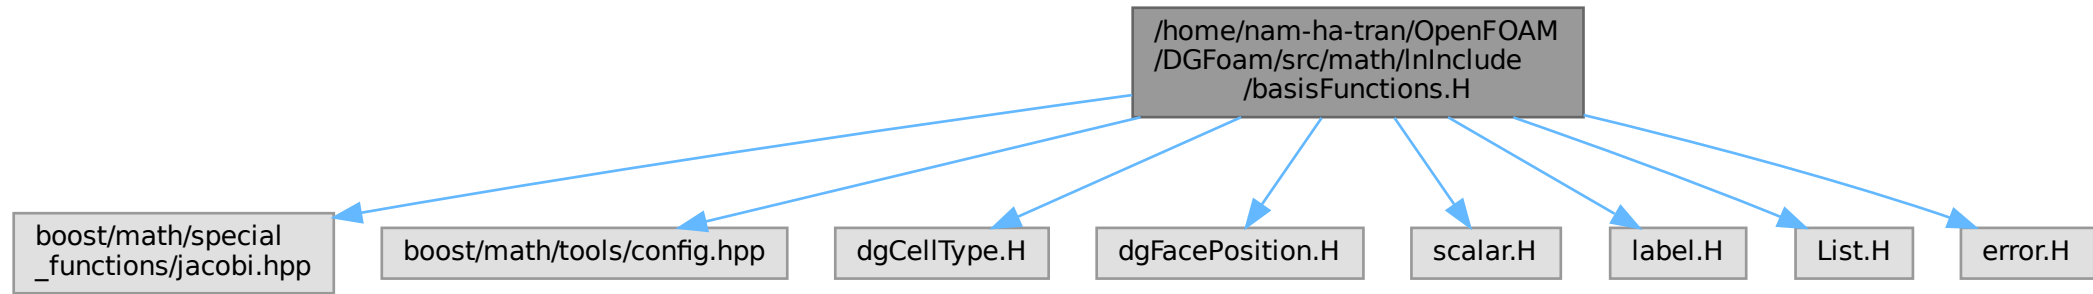 /home/nam-ha-tran/OpenFOAM
/DGFoam/src/math/lnInclude
/basisFunctions.H
boost/math/special
_functions/jacobi.hpp
boost/math/tools/config.hpp
dgCellType.H
dgFacePosition.H
scalar.H
label.H
List.H
error.H